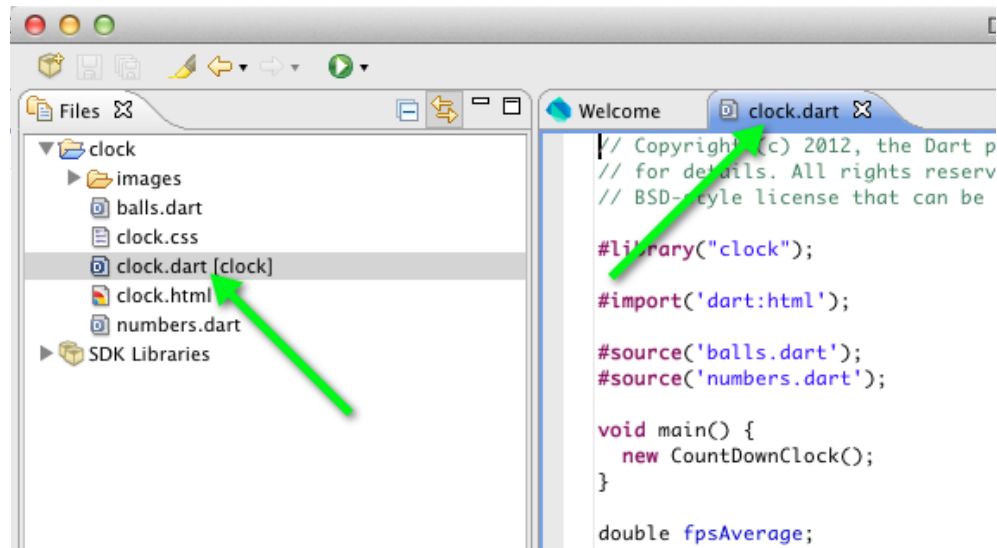 Files
clock
images
balls.dart
clock.css
clock.dart [clock]
clock.html
numbers.dart
SDK Libraries
Welcome
clock.dart
// Copyright (c) 2012, the Dart p
// for details. All rights reserv
// BSD-style license that can be
#library("clock");
#import('dart:html');
#source('balls.dart');
#source('numbers.dart');
void main() {
new CountDownClock();
}
double fpsAverage;